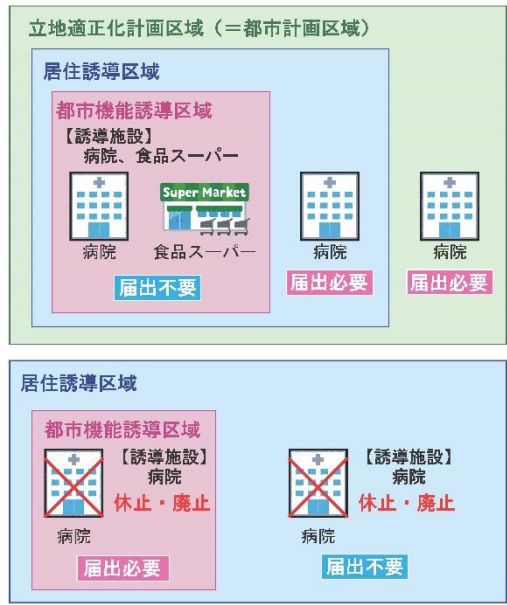 立地適正化計画区域（＝都市計画区域）
居住誘導区域
都市機能誘導区域
【誘導施設】
病院、食品スーパー
Super Market
病院
食品スーパー
病院
病院
届出不要
届出必要
届出必要
居住誘導区域
都市機能誘導区域
【誘導施設】
病院
休止・廃止
病院
届出必要
【誘導施設】
病院
休止・廃止
病院
届出不要